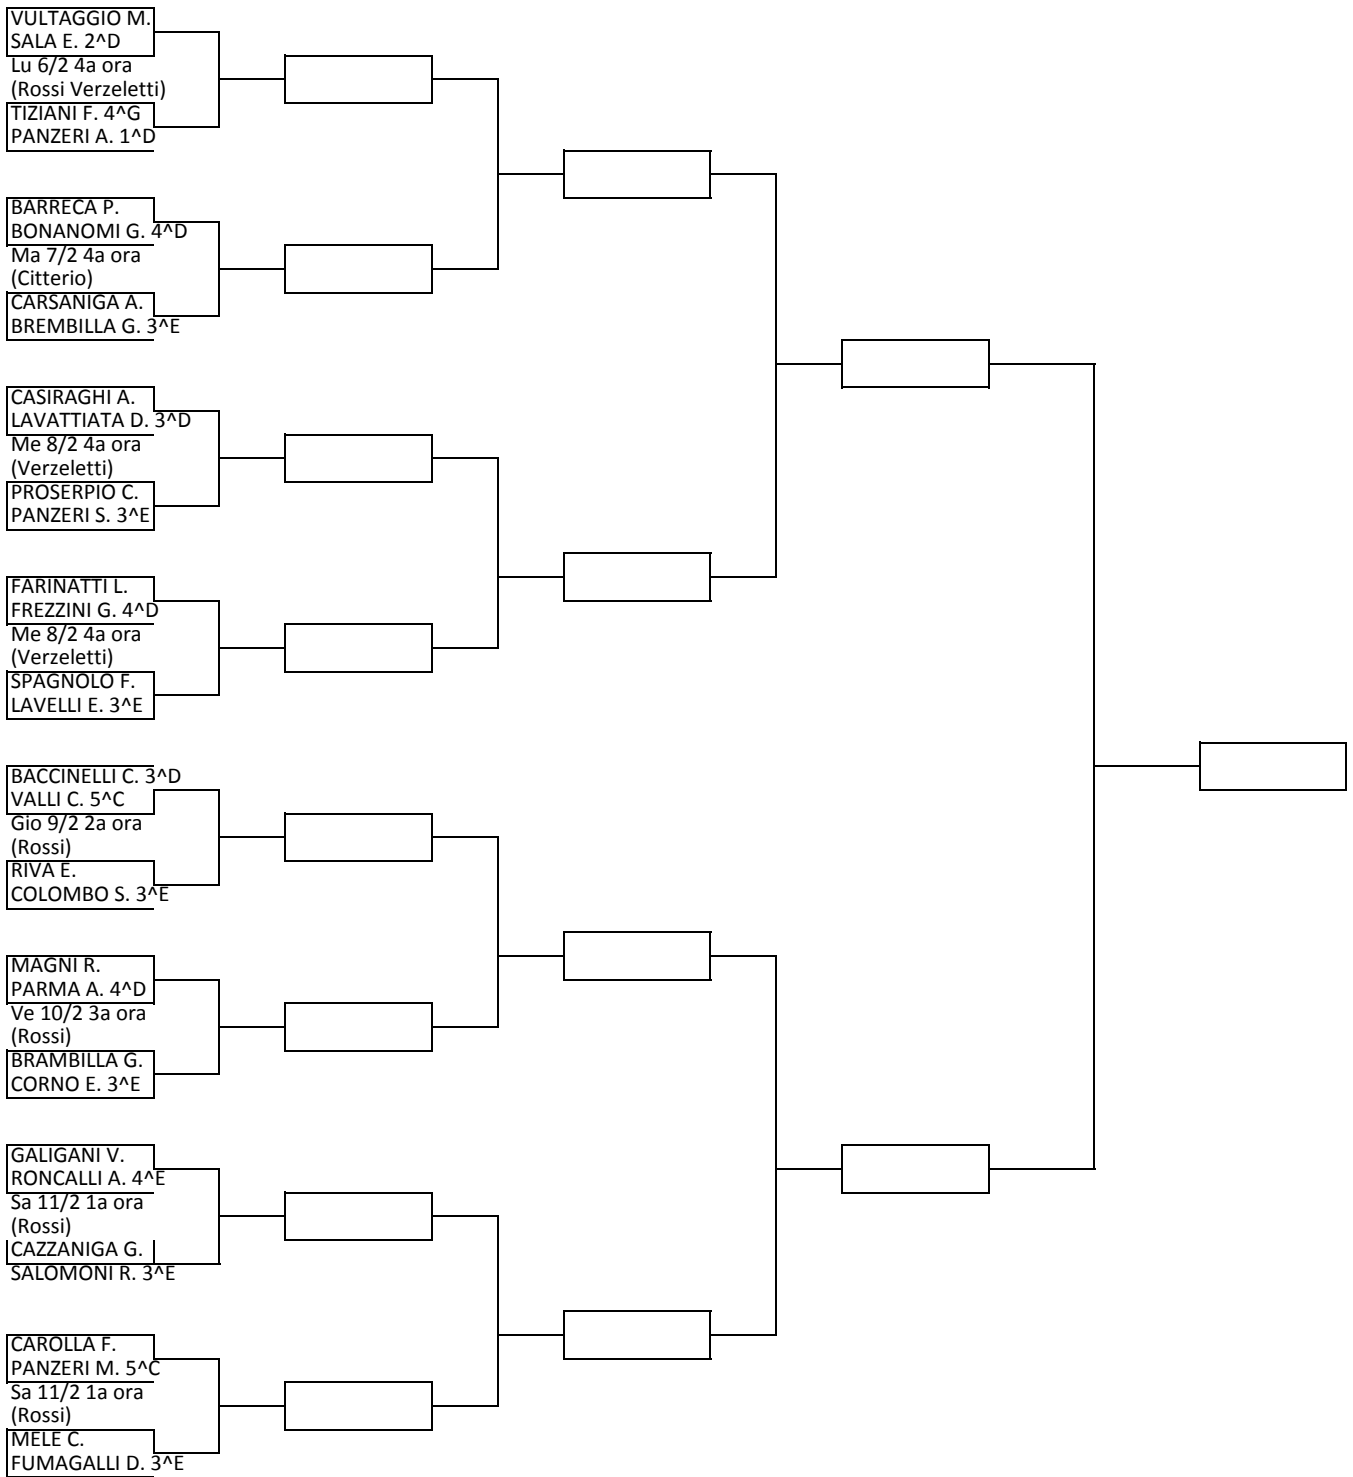 VULTAGGIO M.
SALA E. 2^D
Lu 6/2 4a ora
(Rossi Verzeletti)
TIZIANI F. 4^G
PANZERI A. 1^D
BARRECA P.
BONANOMI G. 4^D
Ma 7/2 4a ora
(Citterio)
CARSANIGA A.
BREMBILLA G. 3^E
CASIRAGHI A.
LAVATTIATA D. 3^D
Me 8/2 4a ora
(Verzeletti)
PROSERPIO C.
PANZERI S. 3^E
FARINATTI L.
FREZZINI G. 4^D
Me 8/2 4a ora
(Verzeletti)
SPAGNOLO F.
LAVELLI E. 3^E
BACCINELLI C. 3^D
VALLI C. 5^C
Gio 9/2 2a ora
(Rossi)
RIVA E.
COLOMBO S. 3^E
MAGNI R.
PARMA A. 4^D
Ve 10/2 3a ora
(Rossi)
BRAMBILLA G.
CORNO E. 3^E
GALIGANI V.
RONCALLI A. 4^E
Sa 11/2 1a ora
(Rossi)
CAZZANIGA G.
SALOMONI R. 3^E
CAROLLA F.
PANZERI M. 5^C
Sa 11/2 1a ora
(Rossi)
MELE C.
FUMAGALLI D. 3^E